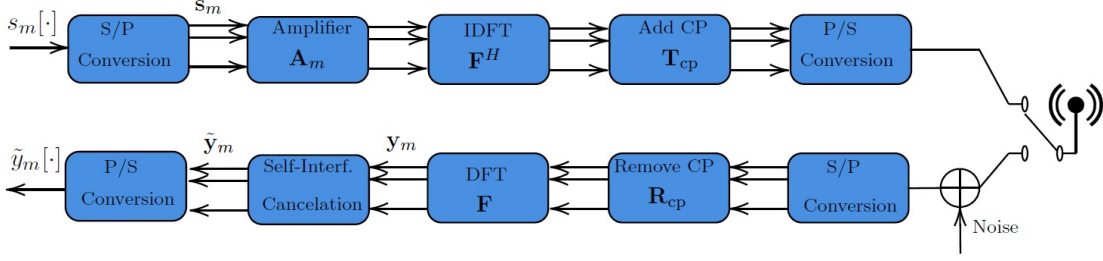 s_m[·]
S/P
Conversion
𝐬_m
Amplifier
𝐀_m
IDFT
𝐅^H
Add CP
𝐓_cp
P/S
Conversion
ỹ_m[·]
P/S
Conversion
𝐲̃_m
Self-Interf.
Cancelation
𝐲_m
DFT
𝐅
Remove CP
𝐑_cp
S/P
Conversion
Noise